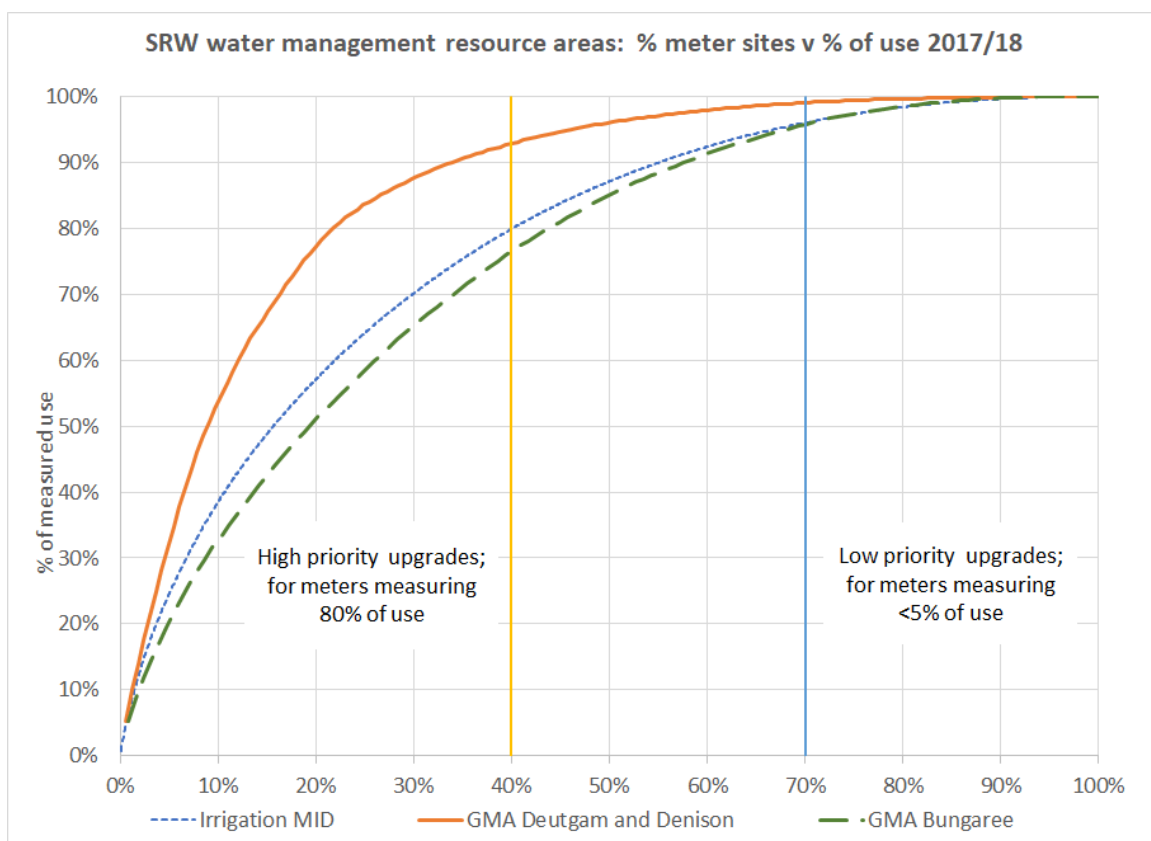 SRW water management resource areas: % meter sites v % of use 2017/18
100%
90%
80%
70%
60%
50%
40%
30%
20%
10%
0%
% of measured use
High priority upgrades;
for meters measuring
80% of use
Low priority upgrades;
for meters measuring
<5% of use
0% 10% 20% 30% 40% 50% 60% 70% 80% 90% 100%
Irrigation MID GMA Deutgam and Denison GMA Bungaree